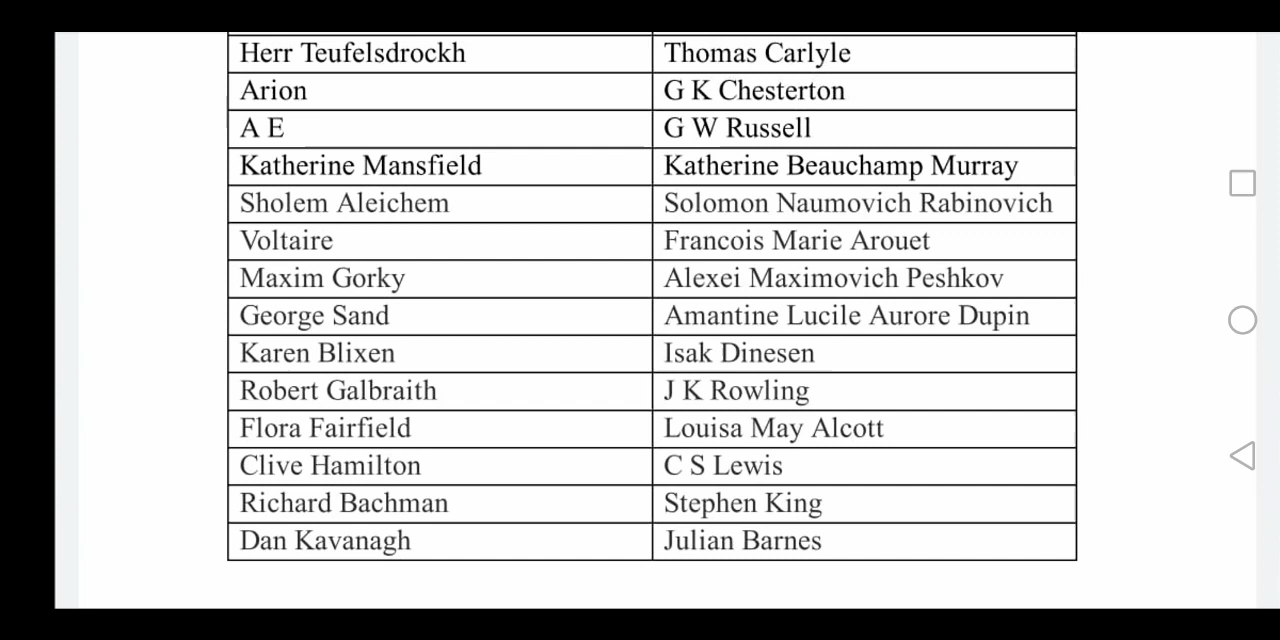 Herr Teufelsdrockh Thomas Carlyle
Arion G K Chesterton
A E G W Russell
Katherine Mansfield Katherine Beauchamp Murray
Sholem Aleichem Solomon Naumovich Rabinovich
Voltaire Francois Marie Arouet
Maxim Gorky Alexei Maximovich Peshkov
George Sand Amantine Lucile Aurore Dupin
Karen Blixen Isak Dinesen
Robert Galbraith J K Rowling
Flora Fairfield Louisa May Alcott
Clive Hamilton C S Lewis
Richard Bachman Stephen King
Dan Kavanagh Julian Barnes